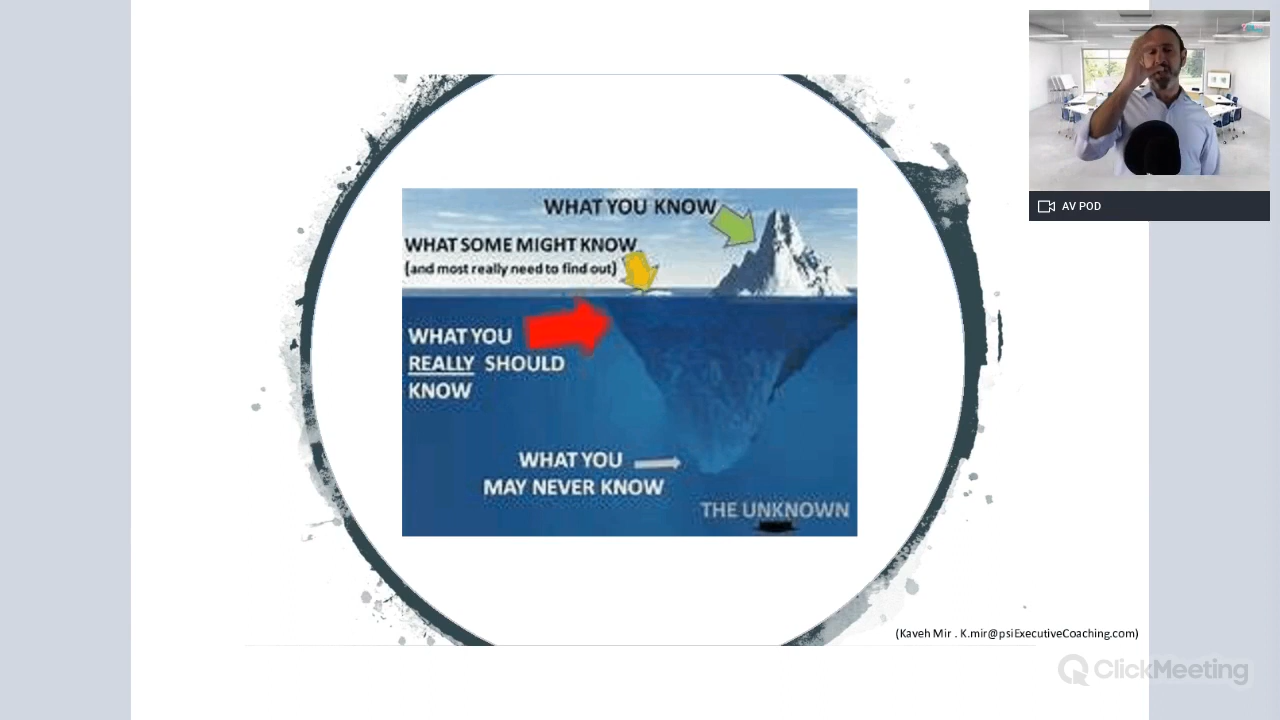 WHAT YOU KNOW
WHAT SOME MIGHT KNOW
(and most really need to find out)
WHAT YOU
REALLY SHOULD
KNOW
WHAT YOU
MAY NEVER KNOW
THE UNKNOWN
AV POD
(Kaveh Mir . K.mir@psiExecutiveCoaching.com)
ClickMeeting